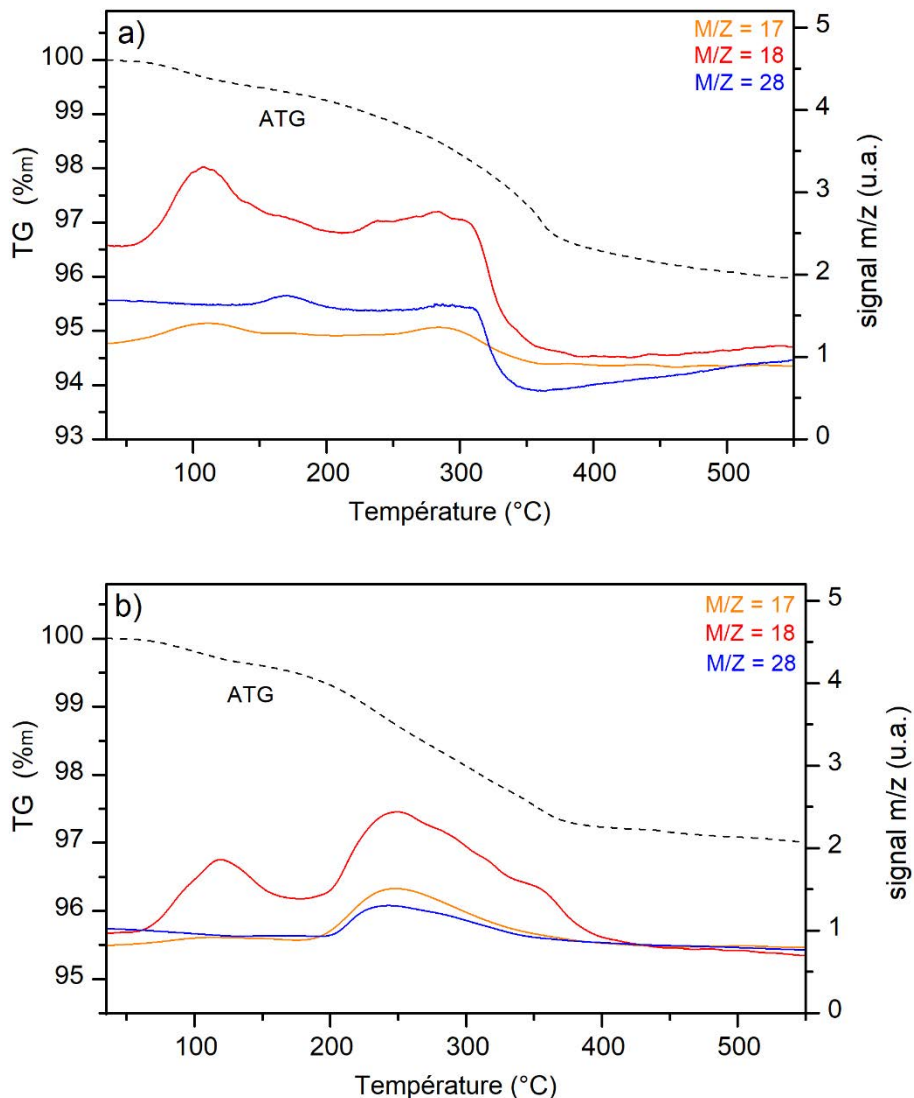 a)
M/Z = 17
M/Z = 18
M/Z = 28
ATG
100
99
98
97
96
95
94
93
TG (%m)
5
4
3
2
1
0
signal m/z (u.a.)
100
200
300
400
500
Température (°C)
b)
M/Z = 17
M/Z = 18
M/Z = 28
ATG
100
99
98
97
96
95
TG (%m)
5
4
3
2
1
0
signal m/z (u.a.)
100
200
300
400
500
Température (°C)